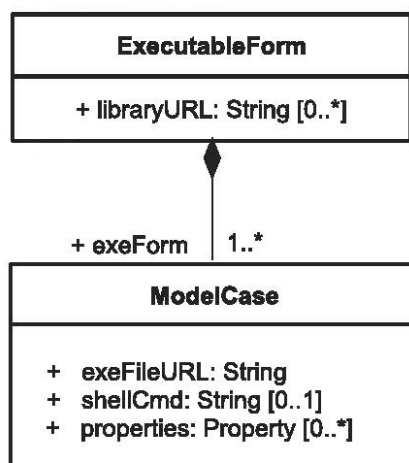 ExecutableForm
+ libraryURL: String [0..*]
+ exeForm 1..*
ModelCase
+ exeFileURL: String
+ shellCmd: String [0..1]
+ properties: Property [0..*]